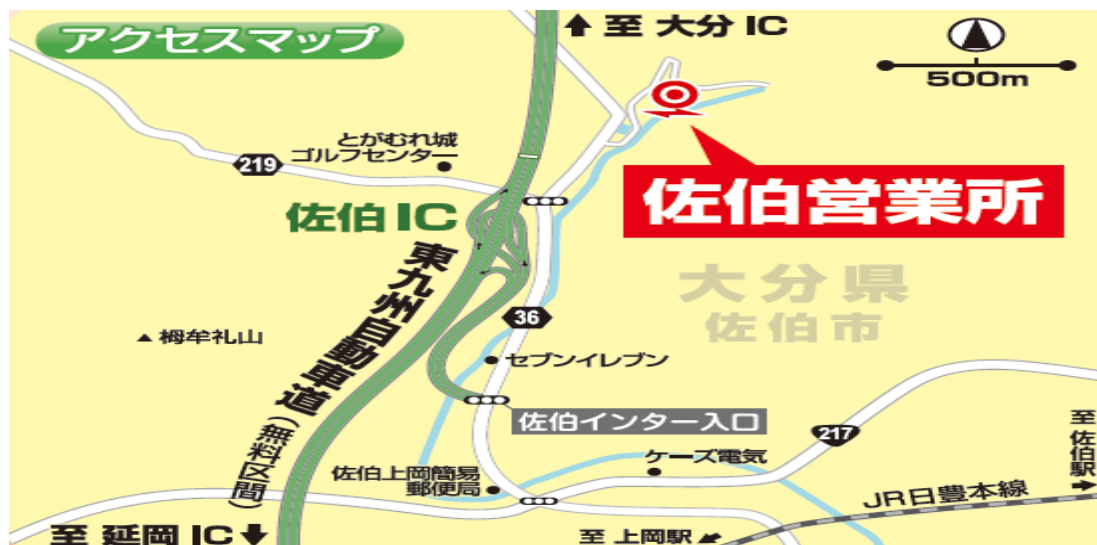 アクセスマップ
至 大分 IC
500m
とがむれ城
ゴルフセンター
219
佐伯営業所
佐伯 IC
東九州自動車道
(無料区間)
大分県
佐伯市
36
栂牟礼山
セブンイレブン
佐伯インター入口
217
至 佐伯駅
ケーズ電気
佐伯上岡簡易
郵便局
JR日豊本線
至 延岡 IC
至 上岡駅